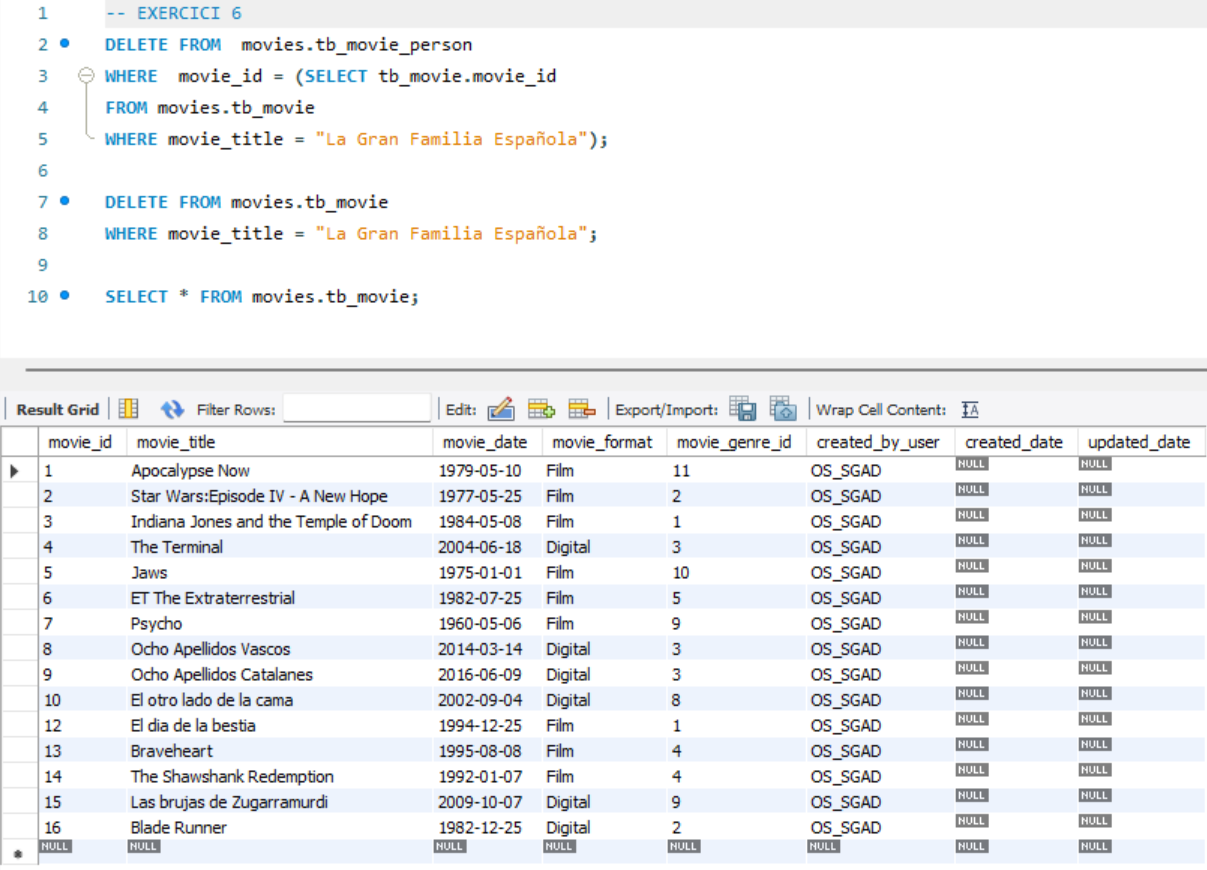 1 -- EXERCICI 6
2 DELETE FROM  movies.tb_movie_person
3 WHERE  movie_id = (SELECT tb_movie.movie_id
4 FROM movies.tb_movie
5 WHERE movie_title = "La Gran Familia Española");
6
7 DELETE FROM movies.tb_movie
8 WHERE movie_title = "La Gran Familia Española";
9
10 SELECT * FROM movies.tb_movie;
Result Grid Filter Rows: Edit: Export/Import: Wrap Cell Content: IA
movie_id movie_title movie_date movie_format movie_genre_id created_by_user created_date updated_date
1 Apocalypse Now 1979-05-10 Film 11 OS_SGAD NULL NULL
2 Star Wars:Episode IV - A New Hope 1977-05-25 Film 2 OS_SGAD NULL NULL
3 Indiana Jones and the Temple of Doom 1984-05-08 Film 1 OS_SGAD NULL NULL
4 The Terminal 2004-06-18 Digital 3 OS_SGAD NULL NULL
5 Jaws 1975-01-01 Film 10 OS_SGAD NULL NULL
6 ET The Extraterrestrial 1982-07-25 Film 5 OS_SGAD NULL NULL
7 Psycho 1960-05-06 Film 9 OS_SGAD NULL NULL
8 Ocho Apellidos Vascos 2014-03-14 Digital 3 OS_SGAD NULL NULL
9 Ocho Apellidos Catalanes 2016-06-09 Digital 3 OS_SGAD NULL NULL
10 El otro lado de la cama 2002-09-04 Digital 8 OS_SGAD NULL NULL
12 El dia de la bestia 1994-12-25 Film 1 OS_SGAD NULL NULL
13 Braveheart 1995-08-08 Film 4 OS_SGAD NULL NULL
14 The Shawshank Redemption 1992-01-07 Film 4 OS_SGAD NULL NULL
15 Las brujas de Zugarramurdi 2009-10-07 Digital 9 OS_SGAD NULL NULL
16 Blade Runner 1982-12-25 Digital 2 OS_SGAD NULL NULL
NULL NULL NULL NULL NULL NULL NULL NULL